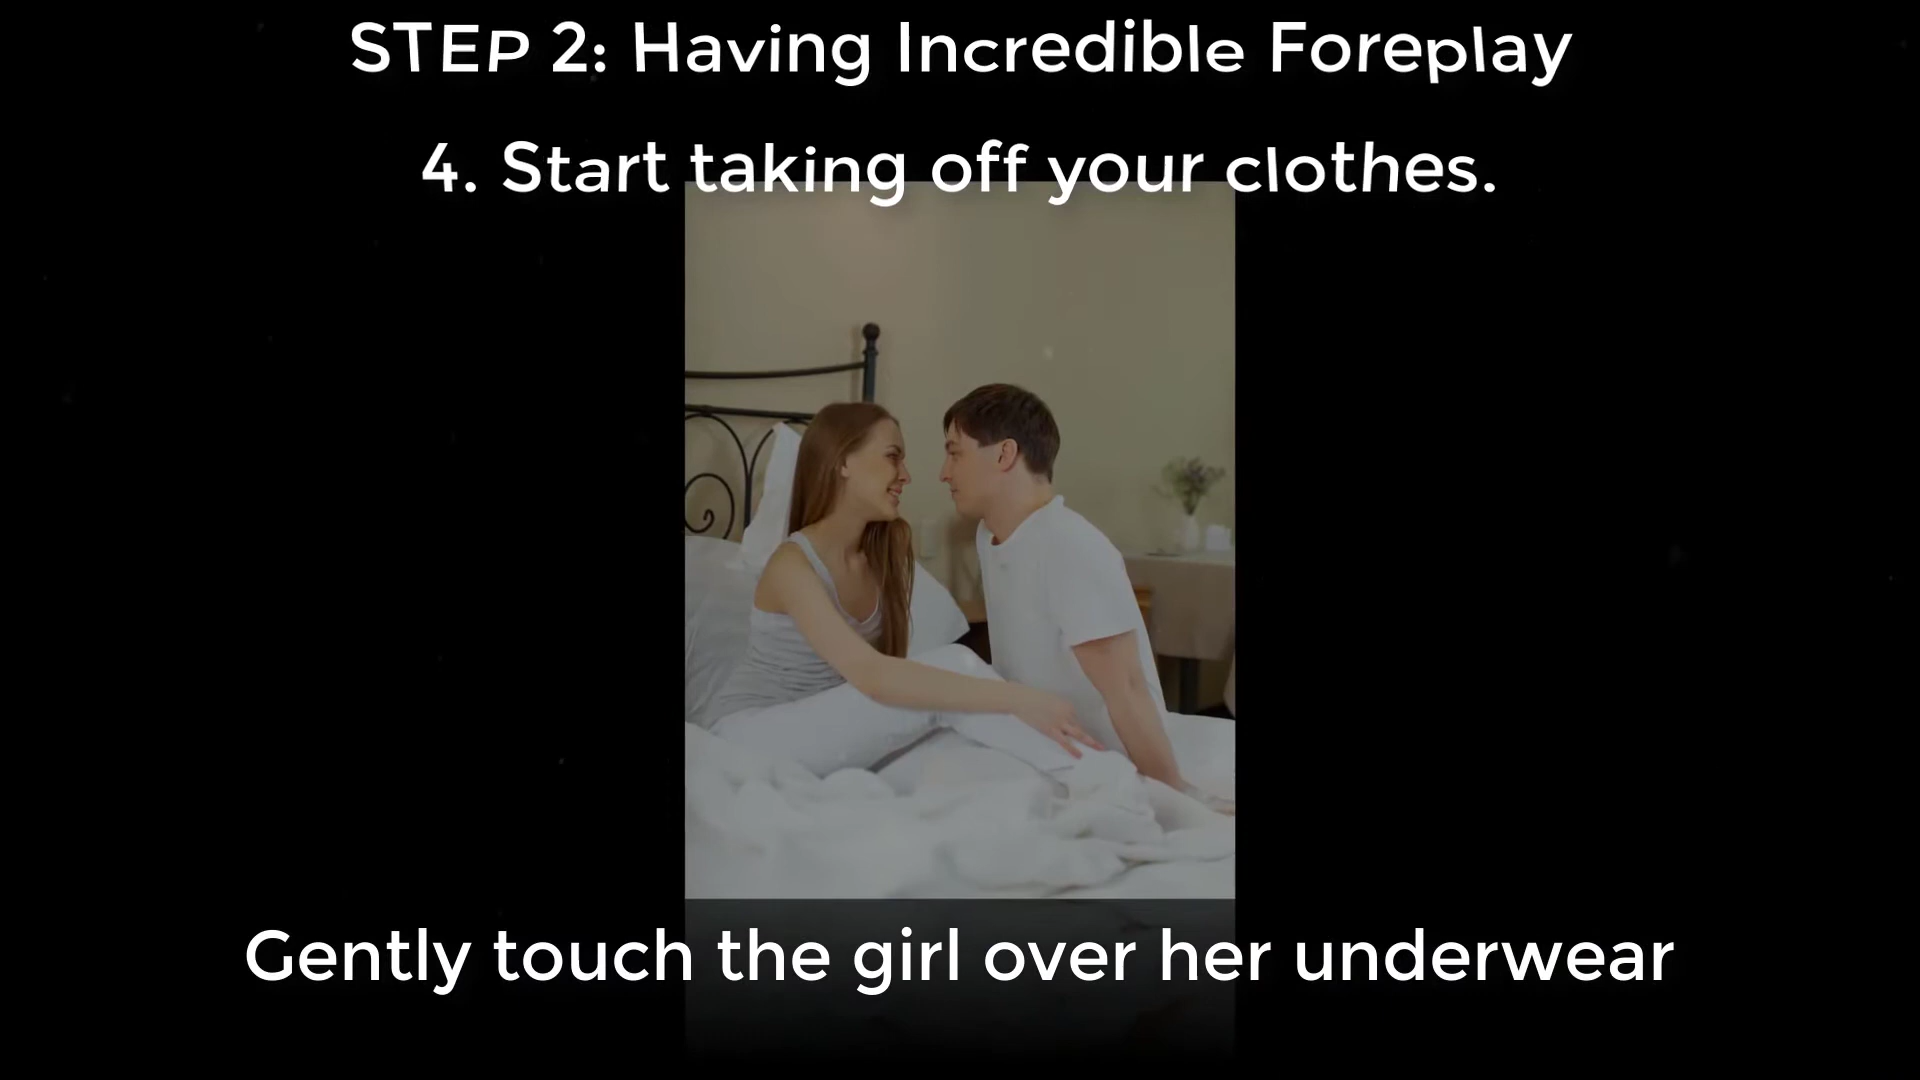 STEP 2: Having Incredible Foreplay
4. Start taking off your clothes.
Gently touch the girl over her underwear